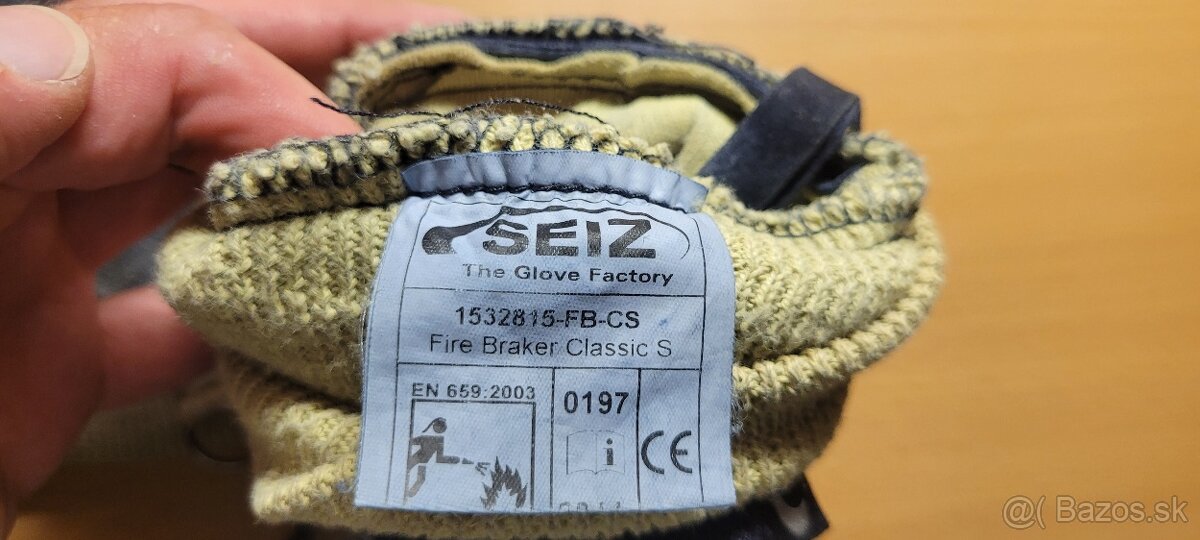 SEIZ
The Glove Factory
1532815-FB-CS
Fire Braker Classic S
EN 659:2003
0197
i
CE
@( Bazos.sk